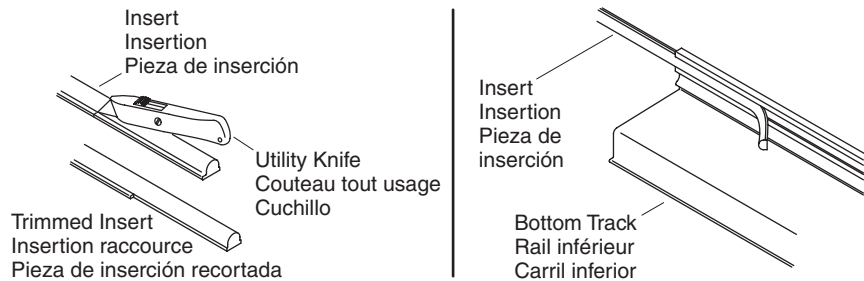 Insert
Insertion
Pieza de inserción
Utility Knife
Couteau tout usage
Cuchillo
Trimmed Insert
Insertion raccource
Pieza de inserción recortada
Insert
Insertion
Pieza de
inserción
Bottom Track
Rail inférieur
Carril inferior